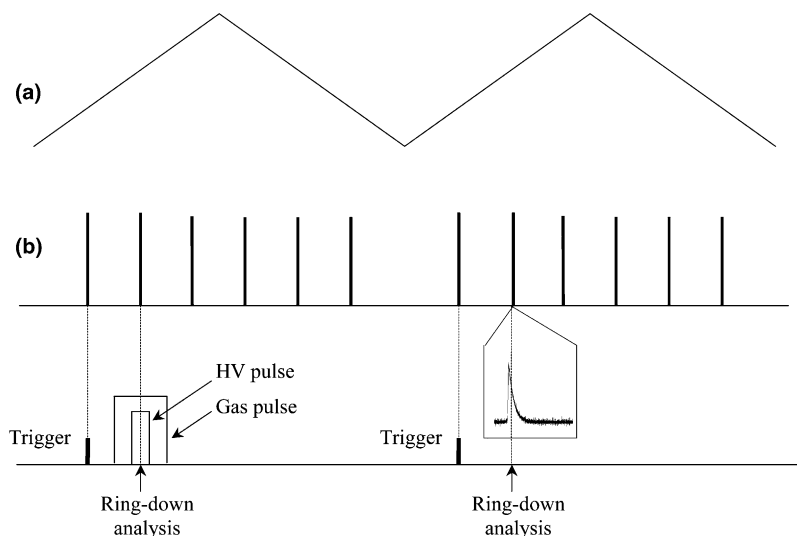 (a)
(b)
HV pulse
Gas pulse
Trigger
Trigger
Ring-down
analysis
Ring-down
analysis